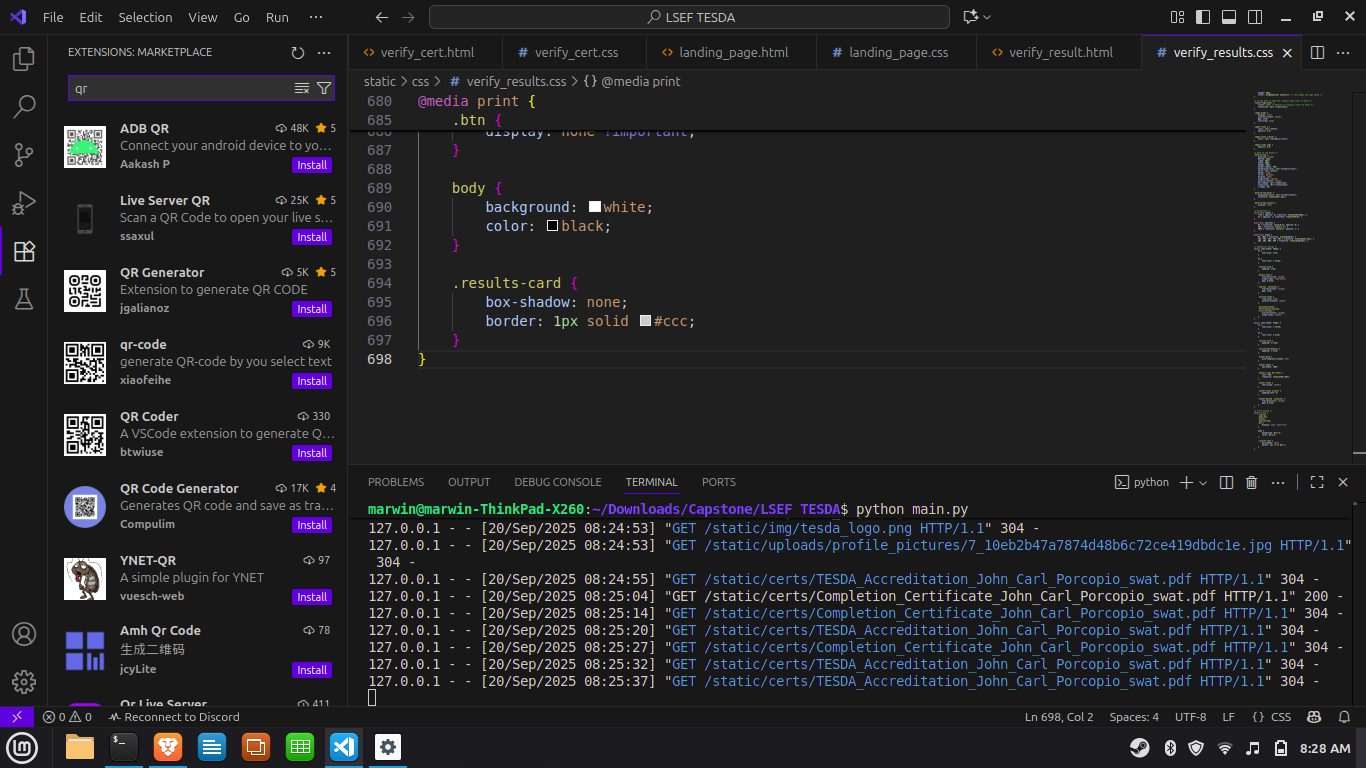 File Edit Selection View Go Run ··· LSEF TESDA
EXTENSIONS: MARKETPLACE
qr
ADB QR 48K 5
Connect your android device to yo...
Aakash P Install
Live Server QR 25K 5
Scan a QR Code to open your live s...
ssaxul Install
QR Generator 5K 5
Extension to generate QR CODE
jgalianoz Install
qr-code 9K
generate QR-code by you select text
xiaofeihe Install
QR Coder 330
A VSCode extension to generate Q...
btwiuse Install
QR Code Generator 17K 4
Generates QR code and save as tra...
Compulim Install
YNET-QR 97
A simple plugin for YNET
vuesch-web Install
Amh Qr Code 78
生成二维码
jcyLite Install
Qr Live Server 411
verify_cert.html # verify_cert.css landing_page.html # landing_page.css verify_result.html # verify_results.css
static > css > # verify_results.css > {} @media print
680 @media print {
685 .btn {
686 display: none !important;
687 }
688
689 body {
690 background: white;
691 color: black;
692 }
693
694 .results-card {
695 box-shadow: none;
696 border: 1px solid #ccc;
697 }
698 }
PROBLEMS OUTPUT DEBUG CONSOLE TERMINAL PORTS python
marwin@marwin-ThinkPad-X260:~/Downloads/Capstone/LSEF TESDA$ python main.py
127.0.0.1 - - [20/Sep/2025 08:24:53] "GET /static/img/tesda_logo.png HTTP/1.1" 304 -
127.0.0.1 - - [20/Sep/2025 08:24:53] "GET /static/uploads/profile_pictures/7_10eb2b47a7874d48b6c72ce419dbdc1e.jpg HTTP/1.1"
304 -
127.0.0.1 - - [20/Sep/2025 08:24:55] "GET /static/certs/TESDA_Accreditation_John_Carl_Porcopio_swat.pdf HTTP/1.1" 304 -
127.0.0.1 - - [20/Sep/2025 08:25:04] "GET /static/certs/Completion_Certificate_John_Carl_Porcopio_swat.pdf HTTP/1.1" 200 -
127.0.0.1 - - [20/Sep/2025 08:25:14] "GET /static/certs/Completion_Certificate_John_Carl_Porcopio_swat.pdf HTTP/1.1" 304 -
127.0.0.1 - - [20/Sep/2025 08:25:20] "GET /static/certs/TESDA_Accreditation_John_Carl_Porcopio_swat.pdf HTTP/1.1" 304 -
127.0.0.1 - - [20/Sep/2025 08:25:27] "GET /static/certs/Completion_Certificate_John_Carl_Porcopio_swat.pdf HTTP/1.1" 304 -
127.0.0.1 - - [20/Sep/2025 08:25:32] "GET /static/certs/TESDA_Accreditation_John_Carl_Porcopio_swat.pdf HTTP/1.1" 304 -
127.0.0.1 - - [20/Sep/2025 08:25:37] "GET /static/certs/TESDA_Accreditation_John_Carl_Porcopio_swat.pdf HTTP/1.1" 304 -
0 0 Reconnect to Discord Ln 698, Col 2 Spaces: 4 UTF-8 LF {} CSS
8:28 AM